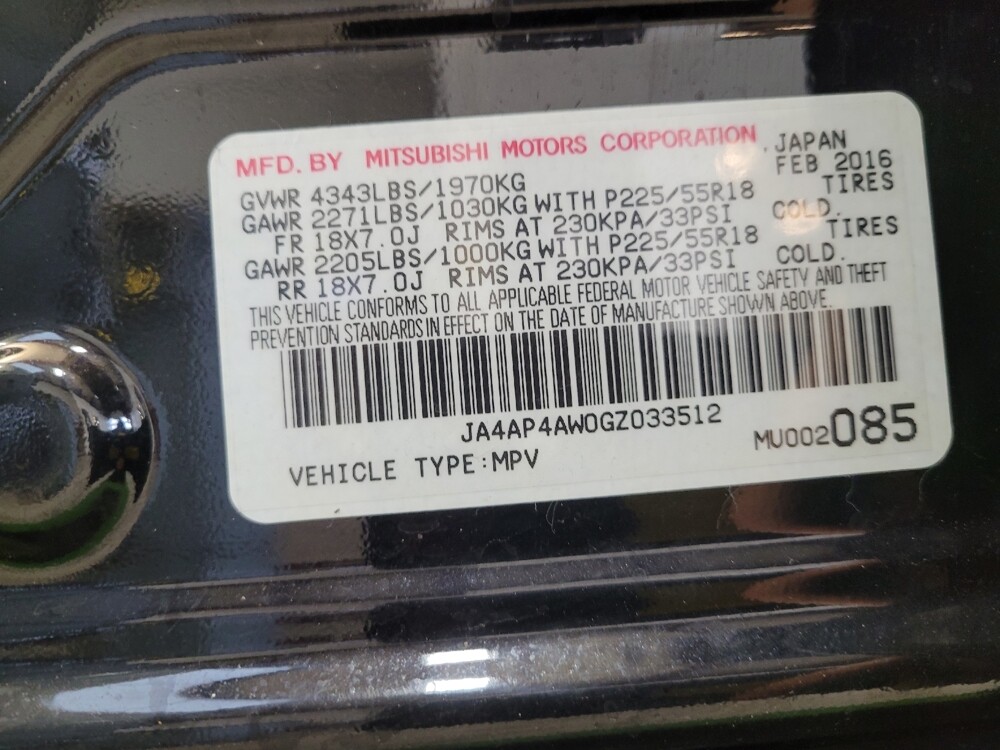 MFD. BY MITSUBISHI MOTORS CORPORATION, JAPAN
GVWR 4343LBS/1970KG FEB 2016
GAWR 2271LBS/1030KG WITH P225/55R18 TIRES
FR 18X7.0J RIMS AT 230KPA/33PSI COLD.
GAWR 2205LBS/1000KG WITH P225/55R18 TIRES
RR 18X7.0J RIMS AT 230KPA/33PSI COLD.
THIS VEHICLE CONFORMS TO ALL APPLICABLE FEDERAL MOTOR VEHICLE SAFETY AND THEFT
PREVENTION STANDARDS IN EFFECT ON THE DATE OF MANUFACTURE SHOWN ABOVE.
JA4AP4AW0GZ033512
MU002085
VEHICLE TYPE:MPV